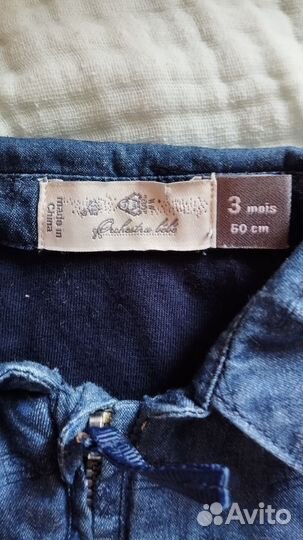 made in
China
Orchestra bébé
3 mois
60 cm
Avito